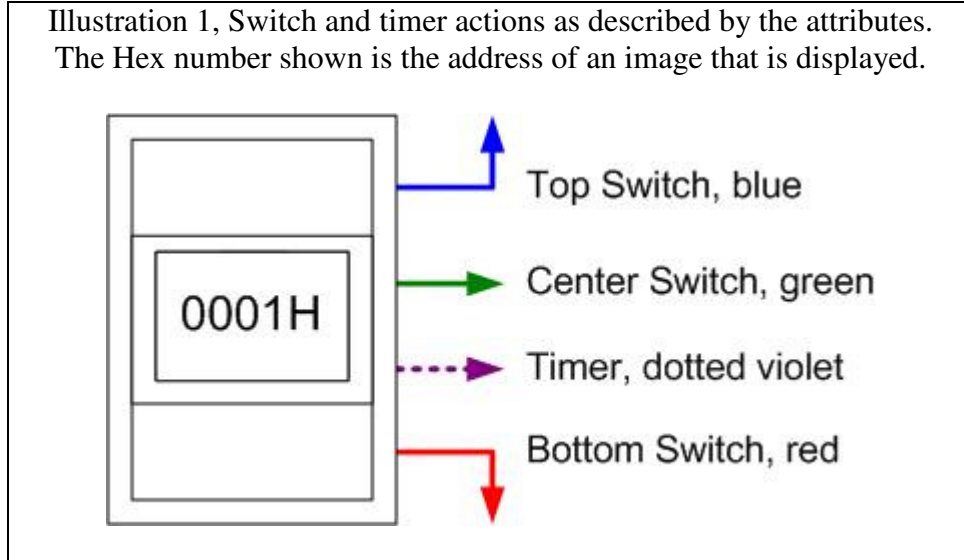 Illustration 1, Switch and timer actions as described by the attributes.
The Hex number shown is the address of an image that is displayed.
Top Switch, blue
0001H
Center Switch, green
Timer, dotted violet
Bottom Switch, red